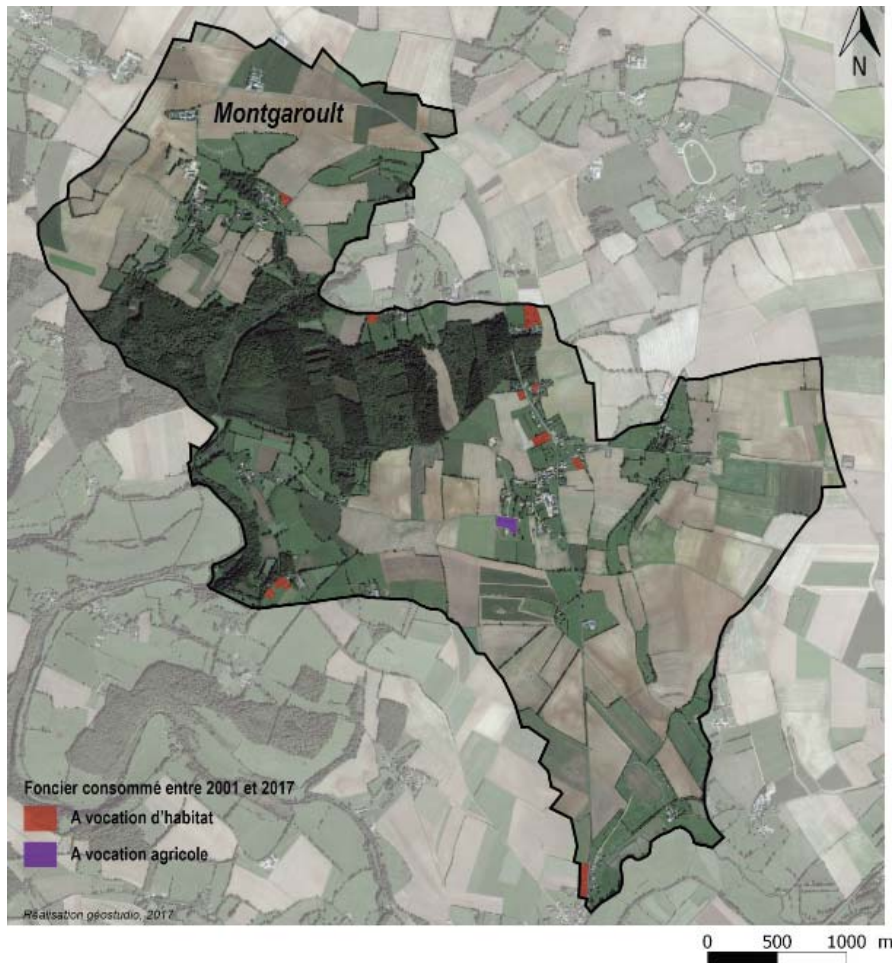 N
Montgaroult
Foncier consommé entre 2001 et 2017
A vocation d'habitat
A vocation agricole
Réalisation géostudio, 2017
0 500 1000 m